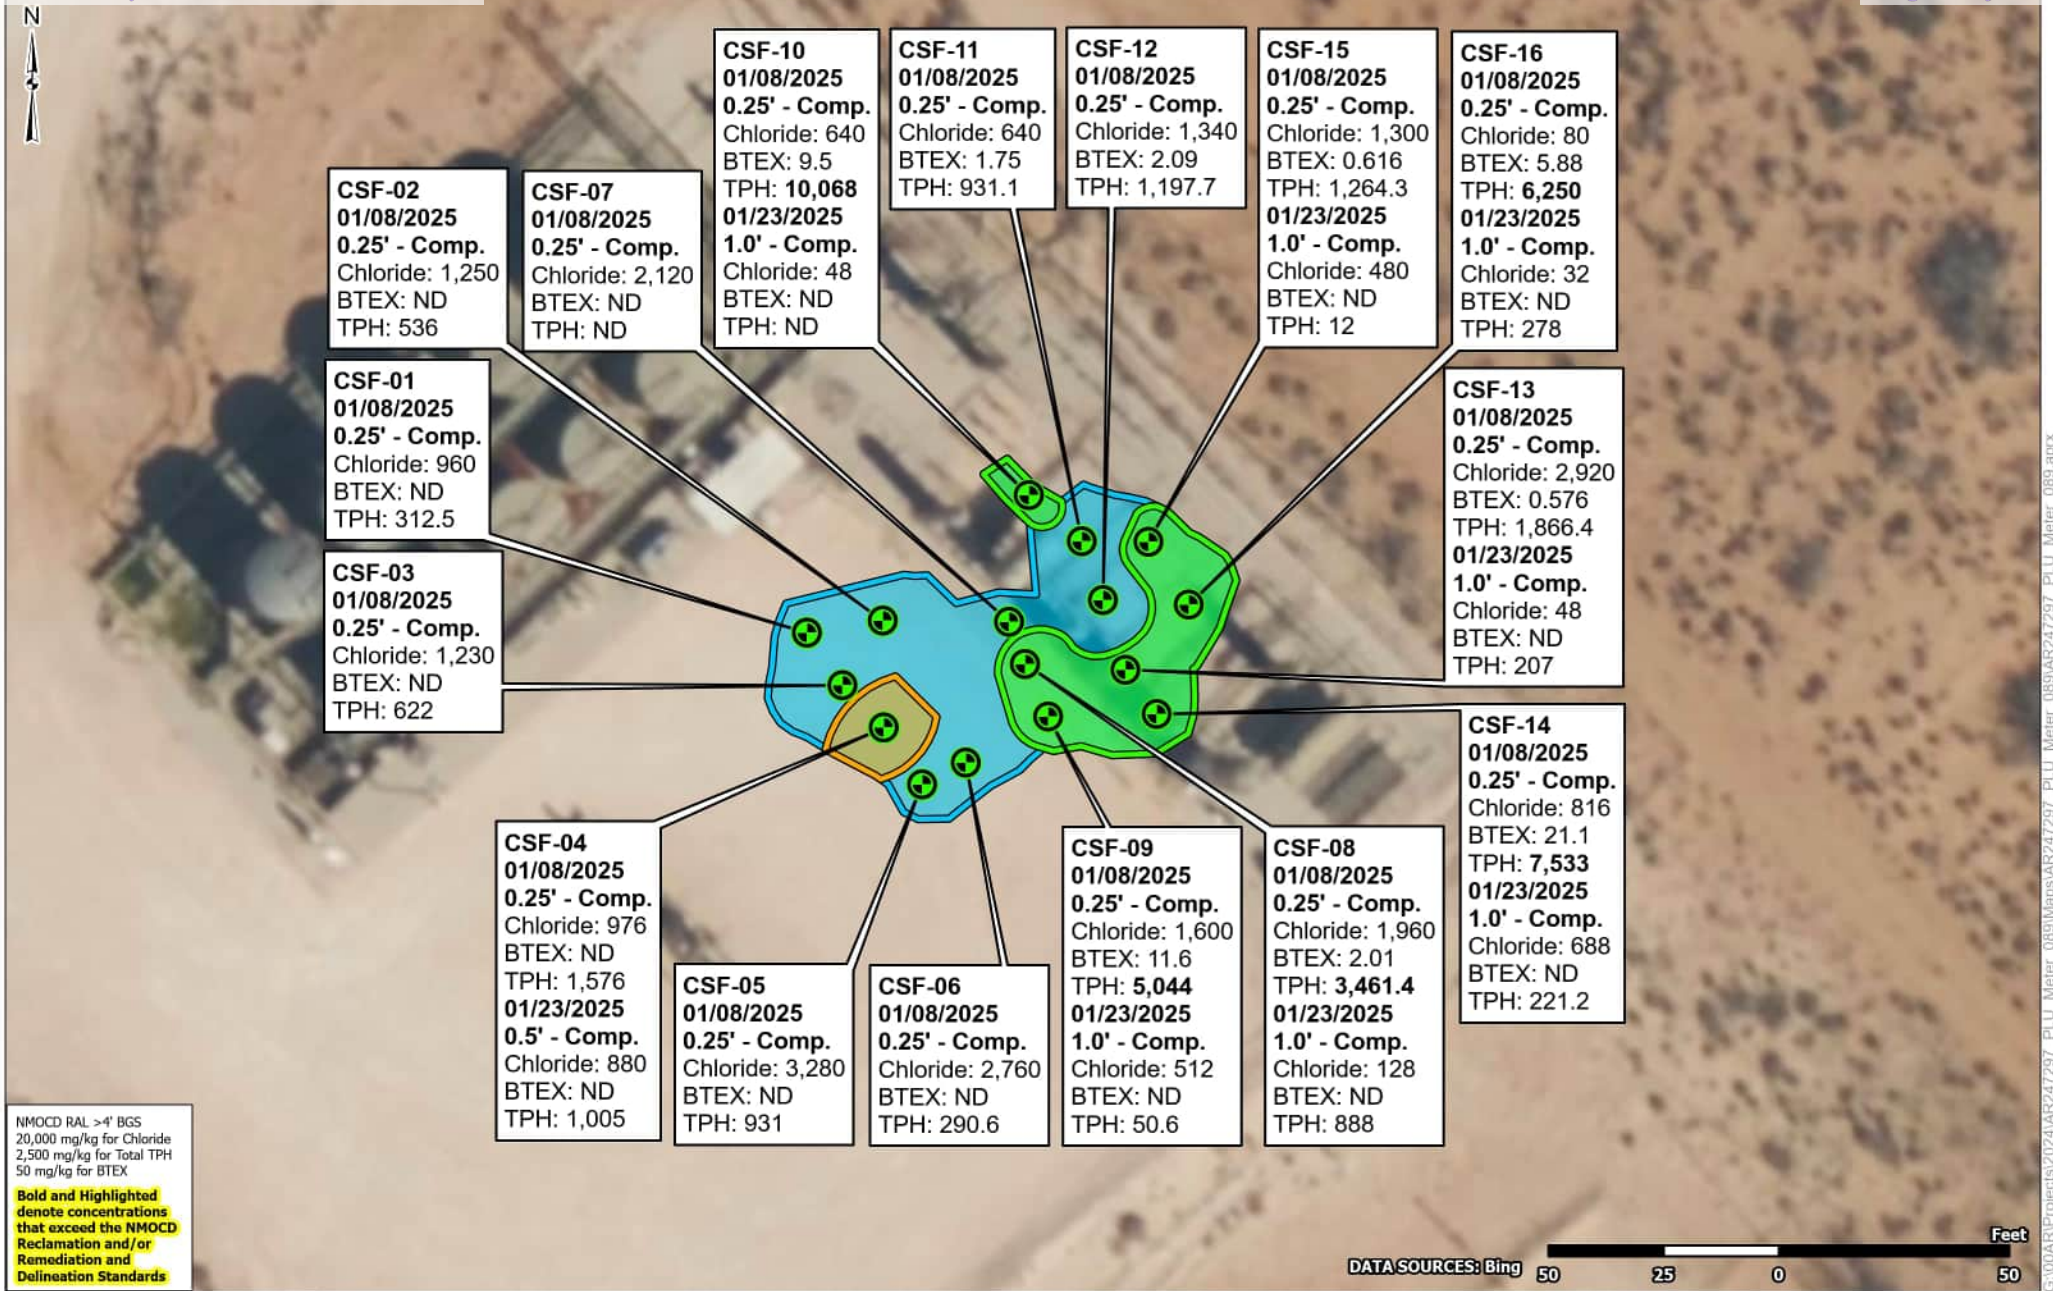 N
CSF-10
01/08/2025
0.25' - Comp.
Chloride: 640
BTEX: 9.5
TPH: 10,068
01/23/2025
1.0' - Comp.
Chloride: 48
BTEX: ND
TPH: ND
CSF-11
01/08/2025
0.25' - Comp.
Chloride: 640
BTEX: 1.75
TPH: 931.1
CSF-12
01/08/2025
0.25' - Comp.
Chloride: 1,340
BTEX: 2.09
TPH: 1,197.7
CSF-15
01/08/2025
0.25' - Comp.
Chloride: 1,300
BTEX: 0.616
TPH: 1,264.3
01/23/2025
1.0' - Comp.
Chloride: 480
BTEX: ND
TPH: 12
CSF-16
01/08/2025
0.25' - Comp.
Chloride: 80
BTEX: 5.88
TPH: 6,250
01/23/2025
1.0' - Comp.
Chloride: 32
BTEX: ND
TPH: 278
CSF-02
01/08/2025
0.25' - Comp.
Chloride: 1,250
BTEX: ND
TPH: 536
CSF-07
01/08/2025
0.25' - Comp.
Chloride: 2,120
BTEX: ND
TPH: ND
CSF-01
01/08/2025
0.25' - Comp.
Chloride: 960
BTEX: ND
TPH: 312.5
CSF-13
01/08/2025
0.25' - Comp.
Chloride: 2,920
BTEX: 0.576
TPH: 1,866.4
01/23/2025
1.0' - Comp.
Chloride: 48
BTEX: ND
TPH: 207
CSF-03
01/08/2025
0.25' - Comp.
Chloride: 1,230
BTEX: ND
TPH: 622
CSF-14
01/08/2025
0.25' - Comp.
Chloride: 816
BTEX: 21.1
TPH: 7,533
01/23/2025
1.0' - Comp.
Chloride: 688
BTEX: ND
TPH: 221.2
CSF-04
01/08/2025
0.25' - Comp.
Chloride: 976
BTEX: ND
TPH: 1,576
01/23/2025
0.5' - Comp.
Chloride: 880
BTEX: ND
TPH: 1,005
CSF-05
01/08/2025
0.25' - Comp.
Chloride: 3,280
BTEX: ND
TPH: 931
CSF-06
01/08/2025
0.25' - Comp.
Chloride: 2,760
BTEX: ND
TPH: 290.6
CSF-09
01/08/2025
0.25' - Comp.
Chloride: 1,600
BTEX: 11.6
TPH: 5,044
01/23/2025
1.0' - Comp.
Chloride: 512
BTEX: ND
TPH: 50.6
CSF-08
01/08/2025
0.25' - Comp.
Chloride: 1,960
BTEX: 2.01
TPH: 3,461.4
01/23/2025
1.0' - Comp.
Chloride: 128
BTEX: ND
TPH: 888
NMOCD RAL >4' BGS
20,000 mg/kg for Chloride
2,500 mg/kg for Total TPH
50 mg/kg for BTEX
Bold and Highlighted
denote concentrations
that exceed the NMOCD
Reclamation and/or
Remediation and
Delineation Standards
DATA SOURCES: Bing
Feet
50 25 0 50
G:\00AR\Projects\2024\AR247297_PLU_Meter_089\Maps\AR247297_PLU_Meter_089\AR247297_PLU_Meter_089.aprx